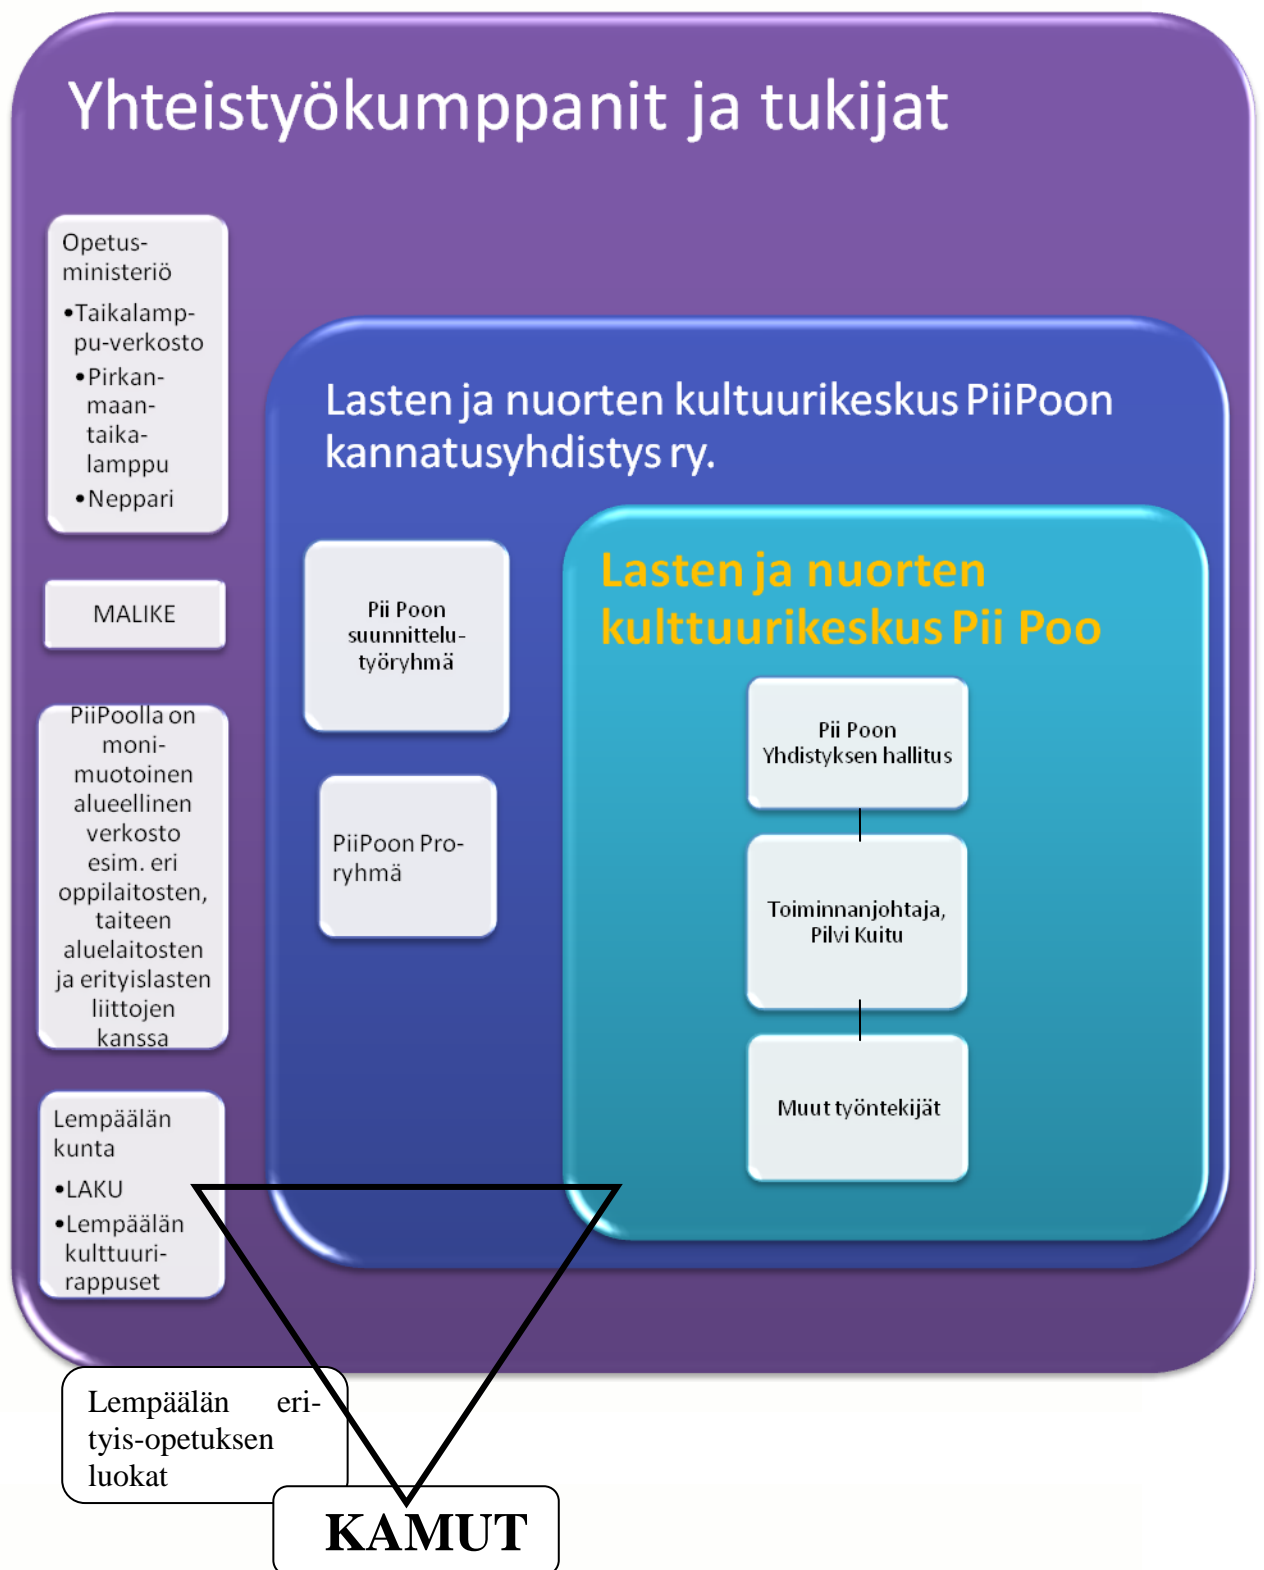 Yhteistyökumppanit ja tukijat
Opetus-
ministeriö
•Taikalamp-
pu-verkosto
•Pirkan-
maan-
taika-
lamppu
•Neppari
MALIKE
PiiPoolla on
moni-
muotoinen
alueellinen
verkosto
esim. eri
oppilaitosten,
taiteen
aluelaitosten
ja erityislasten
liittojen
kanssa
Lempäälän
kunta
•LAKU
•Lempäälän
kulttuuri-
rappuset
Lasten ja nuorten kultuurikeskus PiiPoon
kannatusyhdistys ry.
Pii Poon
suunnittelu-
työryhmä
PiiPoon Pro-
ryhmä
Lasten ja nuorten
kulttuurikeskus Pii Poo
Pii Poon
Yhdistyksen hallitus
Toiminnanjohtaja,
Pilvi Kuitu
Muut työntekijät
Lempäälän eri-
tyis-opetuksen
luokat
KAMUT